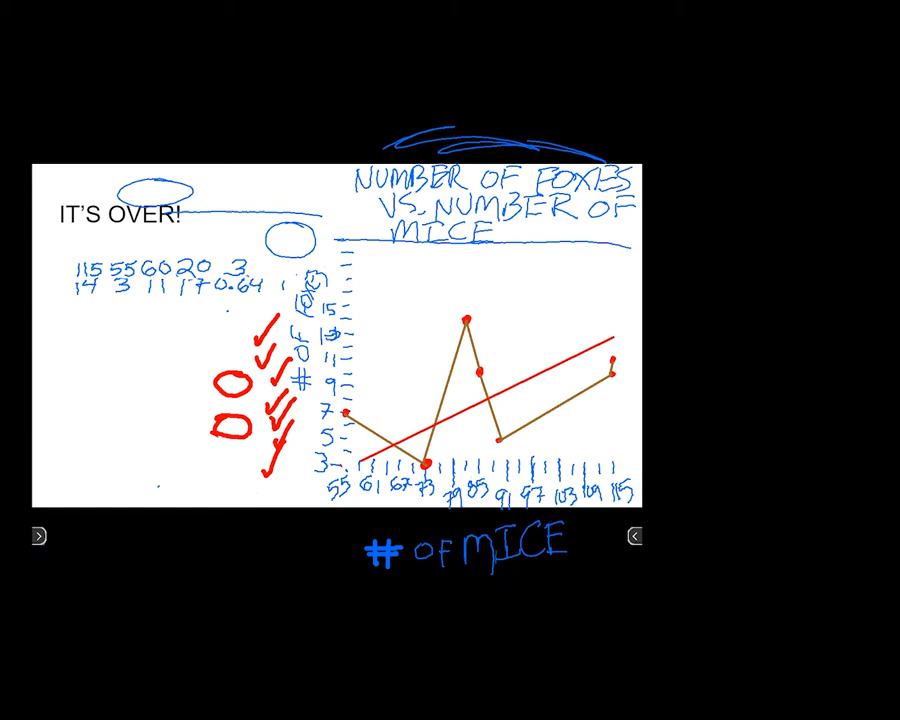 NUMBER OF FOXES
VS. NUMBER OF
MICE
IT'S OVER!
115 55 60 20 3
14 3 11 17 0.64
15
13
11
9
7
5
3
# OF
55 61 67 73 79 85 91 97 103 109 115
# OF MICE